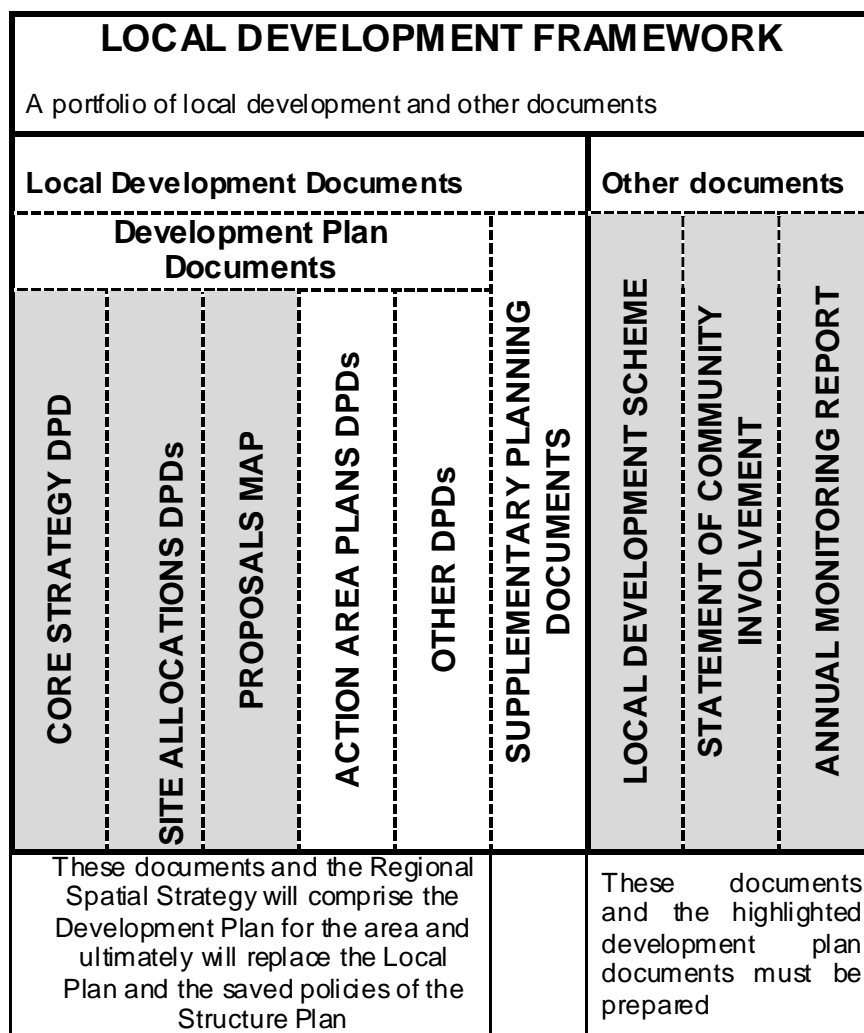 LOCAL DEVELOPMENT FRAMEWORK
A portfolio of local development and other documents
Local Development Documents
Other documents
Development Plan
Documents
CORE STRATEGY DPD
SITE ALLOCATIONS DPDs
PROPOSALS MAP
ACTION AREA PLANS DPDs
OTHER DPDs
SUPPLEMENTARY PLANNING
DOCUMENTS
LOCAL DEVELOPMENT SCHEME
STATEMENT OF COMMUNITY
INVOLVEMENT
ANNUAL MONITORING REPORT
These documents and the Regional
Spatial Strategy will comprise the
Development Plan for the area and
ultimately will replace the Local
Plan and the saved policies of the
Structure Plan
These documents
and the highlighted
development plan
documents must be
prepared